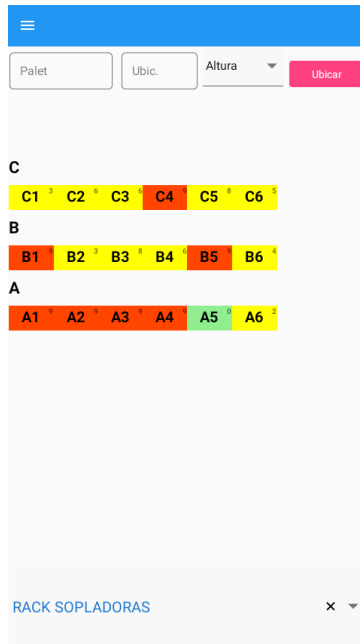 Palet Ubic. Altura Ubicar
C
C1 3 C2 6 C3 6 C4 9 C5 8 C6 5
B
B1 9 B2 3 B3 8 B4 6 B5 9 B6 4
A
A1 9 A2 9 A3 9 A4 9 A5 0 A6 2
RACK SOPLADORAS